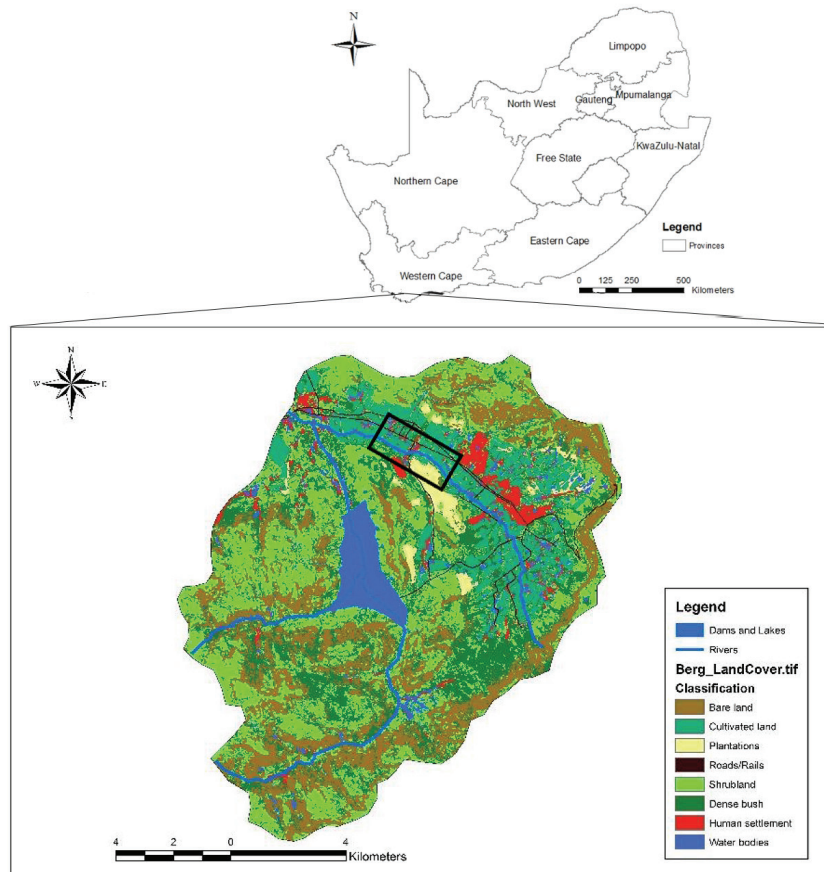 N
Limpopo
North West
Gauteng
Mpumalanga
KwaZulu-Natal
Free State
Northern Cape
Eastern Cape
Western Cape
Legend
Provinces
0 125 250 500
Kilometers
N
W E
S
Legend
Dams and Lakes
Rivers
Berg_LandCover.tif
Classification
Bare land
Cultivated land
Plantations
Roads/Rails
Shrubland
Dense bush
Human settlement
Water bodies
4 2 0 4
Kilometers